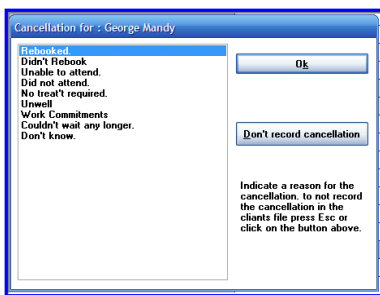 Cancellation for : George Mandy
Rebooked.
Didn't Rebook
Unable to attend.
Did not attend.
No treat't required.
Unwell
Work Commitments
Couldn't wait any longer.
Don't know.
Ok
Don't record cancellation
Indicate a reason for the
cancellation. to not record
the cancellation in the
cliants file press Esc or
click on the button above.